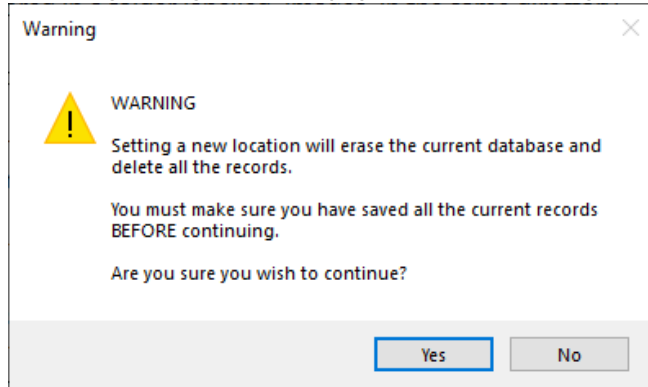 Warning
WARNING
Setting a new location will erase the current database and
delete all the records.
You must make sure you have saved all the current records
BEFORE continuing.
Are you sure you wish to continue?
Yes
No